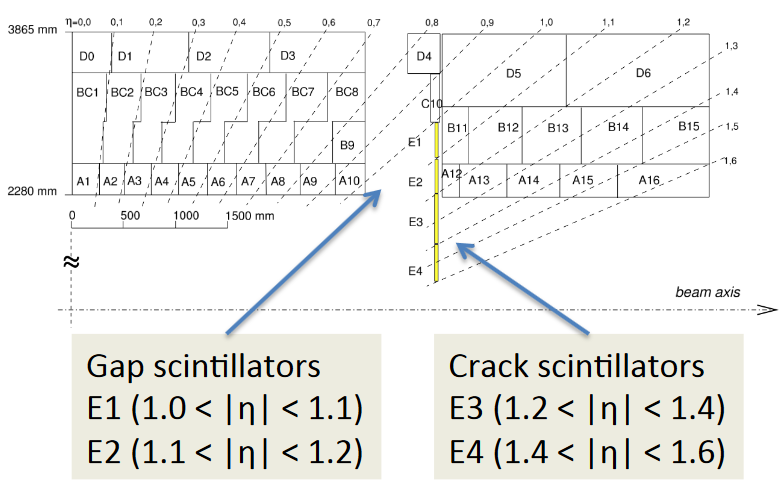 η=0,0 0,1 0,2 0,3 0,4 0,5 0,6 0,7 0,8 0,9 1,0 1,1 1,2
3865 mm
1,3
D0 D1 D2 D3 D4 D5 D6
1,4
BC1 BC2 BC3 BC4 BC5 BC6 BC7 BC8 C10
1,5
B11 B12 B13 B14 B15
E1 B9
1,6
A1 A2 A3 A4 A5 A6 A7 A8 A9 A10 E2 A12 A13 A14 A15 A16
2280 mm
0 500 1000 1500 mm
E3
≈
E4
beam axis
Gap scintillators
E1 (1.0 < |η| < 1.1)
E2 (1.1 < |η| < 1.2)
Crack scintillators
E3 (1.2 < |η| < 1.4)
E4 (1.4 < |η| < 1.6)